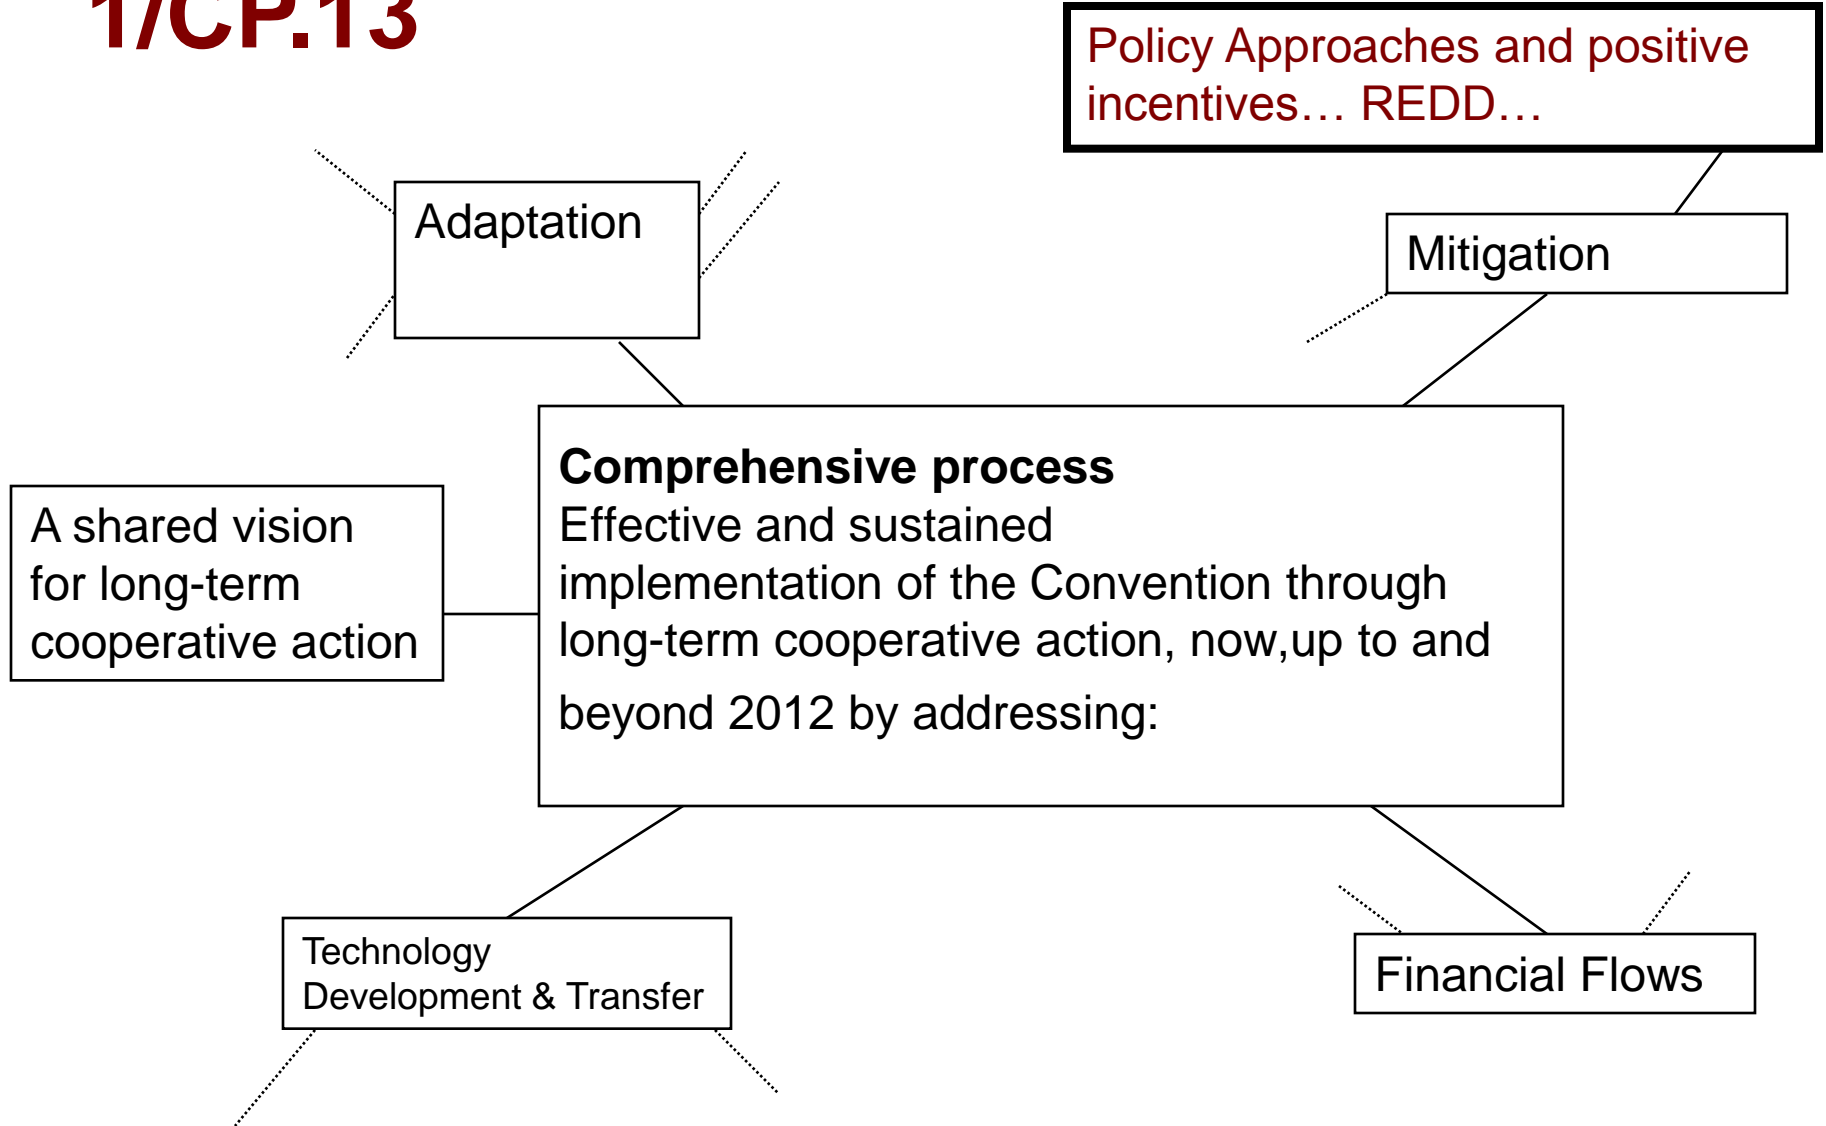 1/CP.13
Policy Approaches and positive
incentives… REDD…
Adaptation
Mitigation
Comprehensive process
Effective and sustained
implementation of the Convention through
long-term cooperative action, now,up to and
beyond 2012 by addressing:
A shared vision
for long-term
cooperative action
Technology
Development & Transfer
Financial Flows